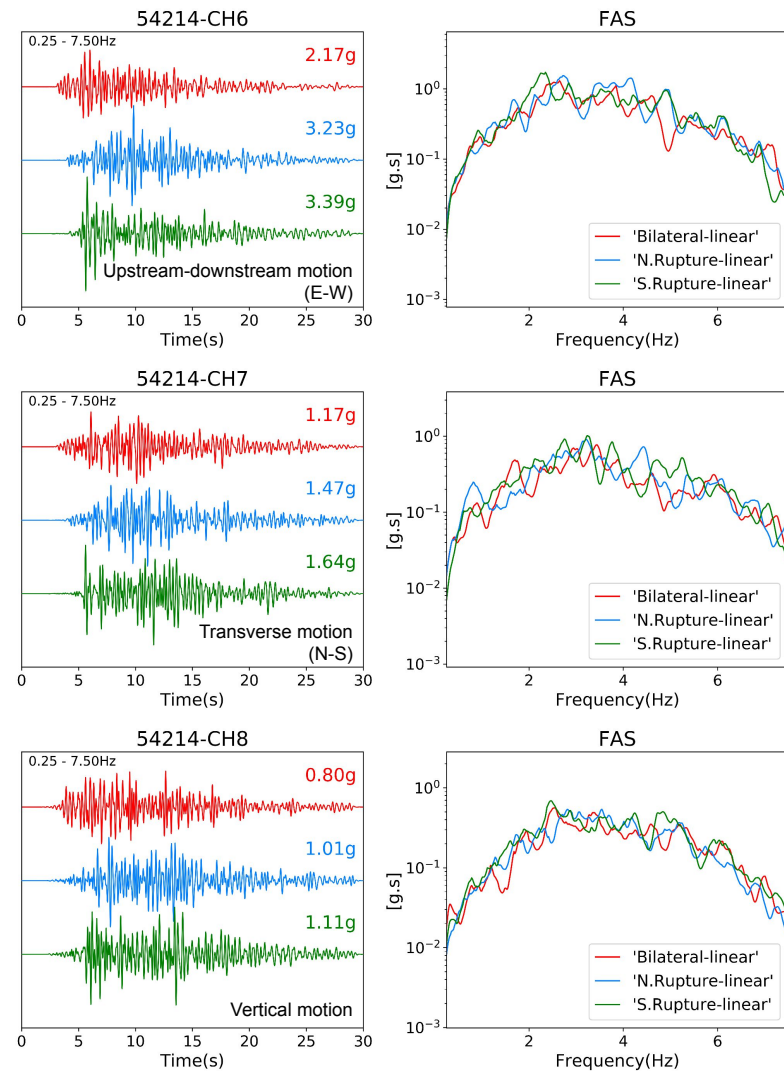 54214-CH6
0.25 - 7.50Hz
2.17g
3.23g
3.39g
Upstream-downstream motion
(E-W)
0 5 10 15 20 25 30
Time(s)
FAS
[g.s]
10⁰
10⁻¹
10⁻²
10⁻³
'Bilateral-linear'
'N.Rupture-linear'
'S.Rupture-linear'
2 4 6
Frequency(Hz)
54214-CH7
0.25 - 7.50Hz
1.17g
1.47g
1.64g
Transverse motion
(N-S)
0 5 10 15 20 25 30
Time(s)
FAS
[g.s]
10⁰
10⁻¹
10⁻²
10⁻³
'Bilateral-linear'
'N.Rupture-linear'
'S.Rupture-linear'
2 4 6
Frequency(Hz)
54214-CH8
0.25 - 7.50Hz
0.80g
1.01g
1.11g
Vertical motion
0 5 10 15 20 25 30
Time(s)
FAS
[g.s]
10⁰
10⁻¹
10⁻²
10⁻³
'Bilateral-linear'
'N.Rupture-linear'
'S.Rupture-linear'
2 4 6
Frequency(Hz)